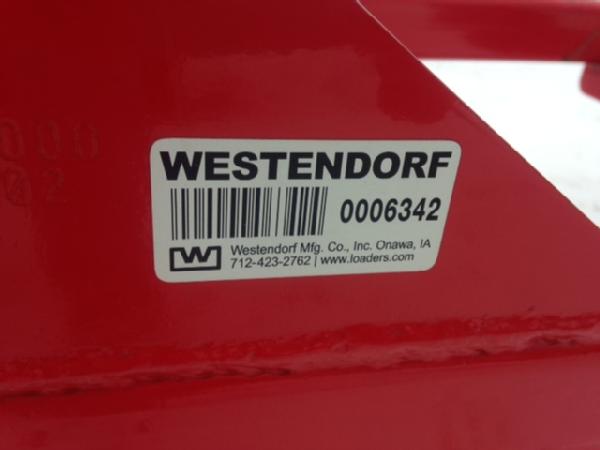 WESTENDORF
0006342
W
Westendorf Mfg. Co., Inc. Onawa, IA
712-423-2762 | www.loaders.com